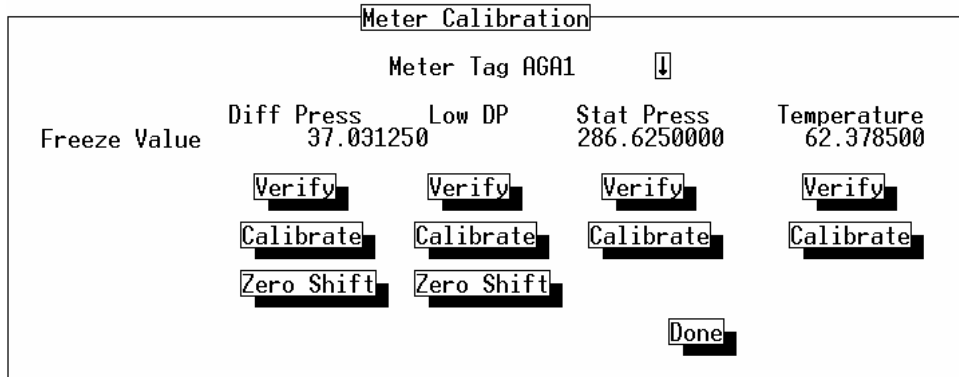 Meter Calibration
Meter Tag AGA1 ↓
Diff Press Low DP Stat Press Temperature
Freeze Value 37.031250 286.6250000 62.378500
Verify Verify Verify Verify
Calibrate Calibrate Calibrate Calibrate
Zero Shift Zero Shift
Done